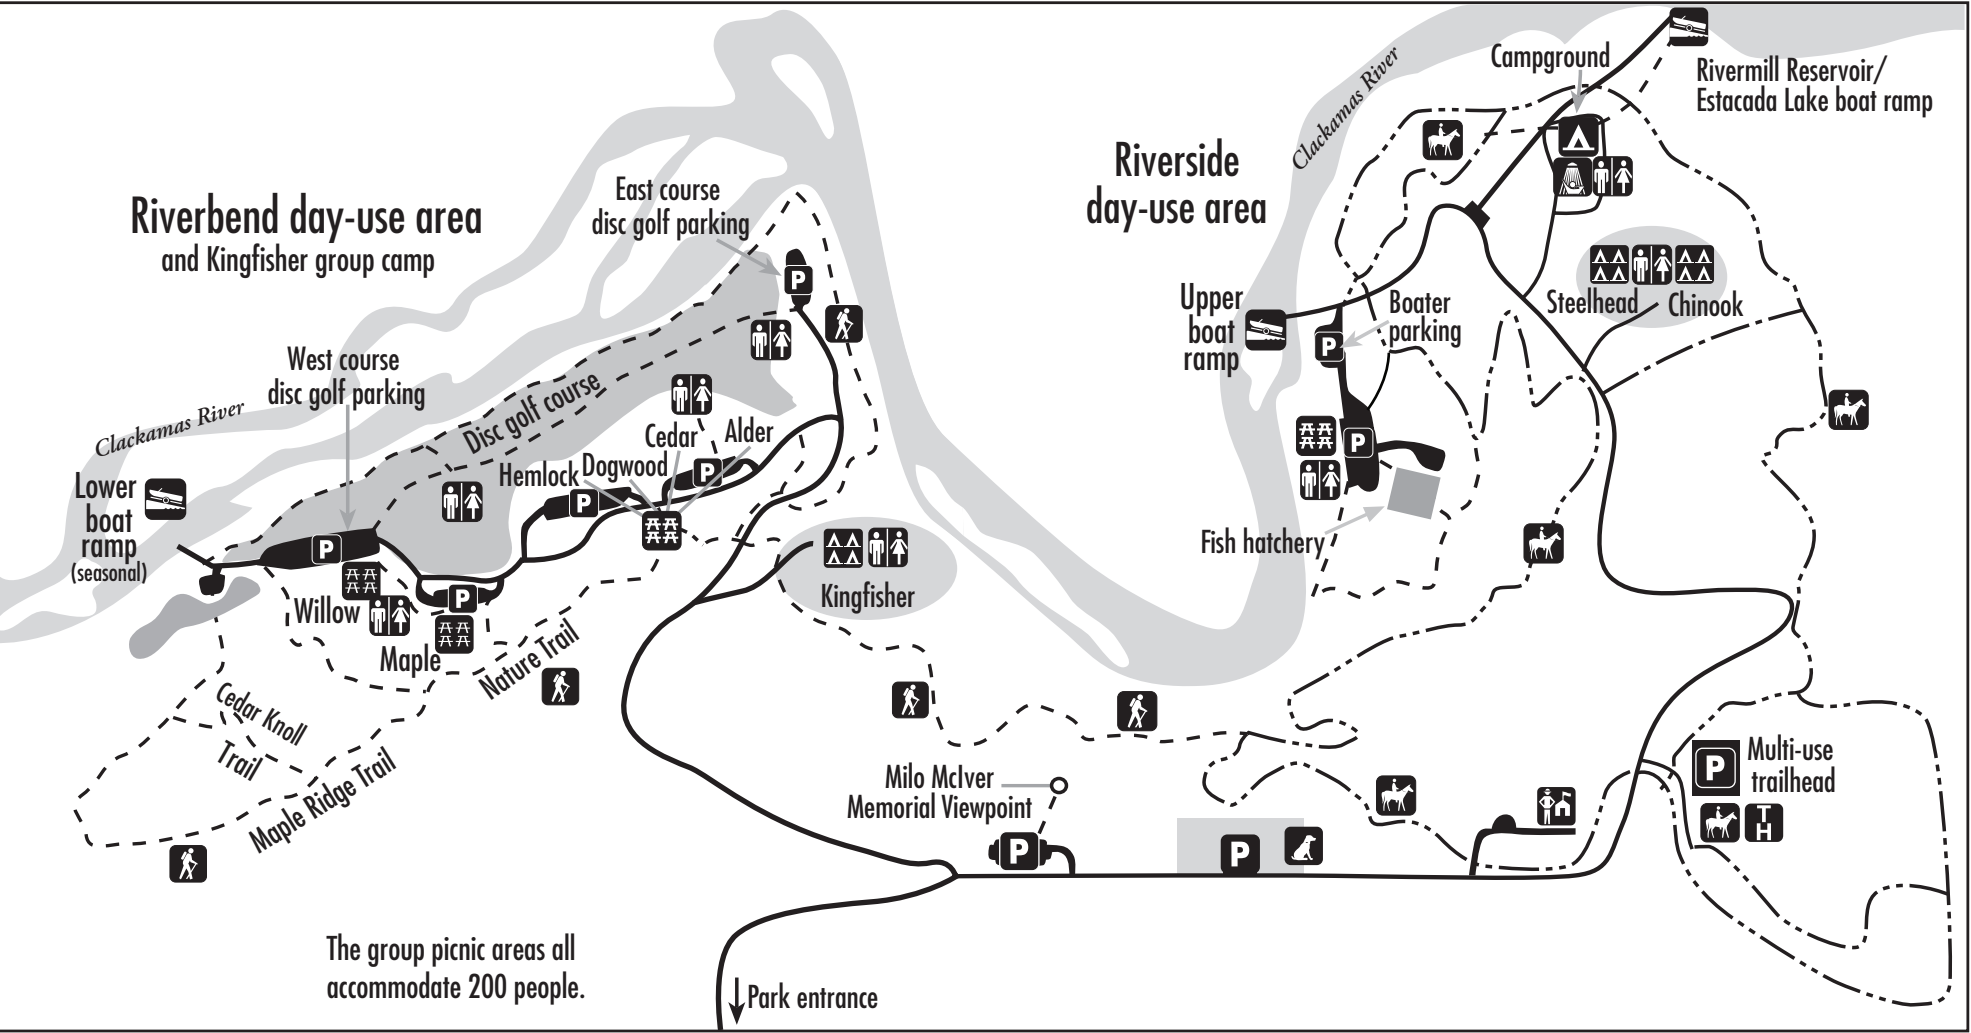 Riverbend day-use area
and Kingfisher group camp
East course
disc golf parking
West course
disc golf parking
Clackamas River
Disc golf course
Lower
boat
ramp
(seasonal)
Hemlock
Dogwood
Cedar
Alder
P
P
P
P
P
Willow
Maple
Nature Trail
Kingfisher
Cedar Knoll
Trail
Maple Ridge Trail
The group picnic areas all
accommodate 200 people.
Park entrance
Milo McIver
Memorial Viewpoint
P
P
Riverside
day-use area
Clackamas River
Campground
Rivermill Reservoir/
Estacada Lake boat ramp
Steelhead
Chinook
Upper
boat
ramp
Boater
parking
P
P
Fish hatchery
P
Multi-use
trailhead
T
H